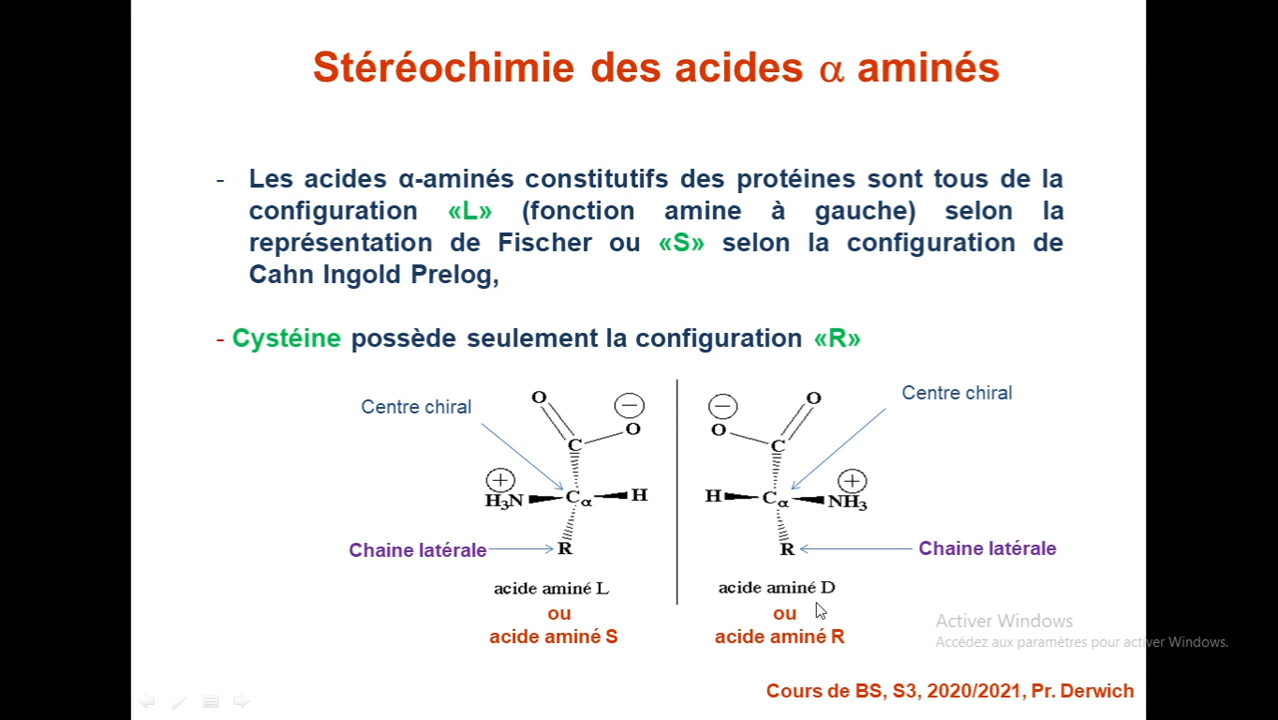 Stéréochimie des acides α aminés
- Les acides α-aminés constitutifs des protéines sont tous de la
configuration «L» (fonction amine à gauche) selon la
représentation de Fischer ou «S» selon la configuration de
Cahn Ingold Prelog,
- Cystéine possède seulement la configuration «R»
Centre chiral
Centre chiral
O
O
C
H₃N
Cα
H
R
O
O
C
H
Cα
NH₃
R
Chaine latérale
Chaine latérale
acide aminé L
ou
acide aminé S
acide aminé D
ou
acide aminé R
Activer Windows
Accédez aux paramètres pour activer Windows.
Cours de BS, S3, 2020/2021, Pr. Derwich